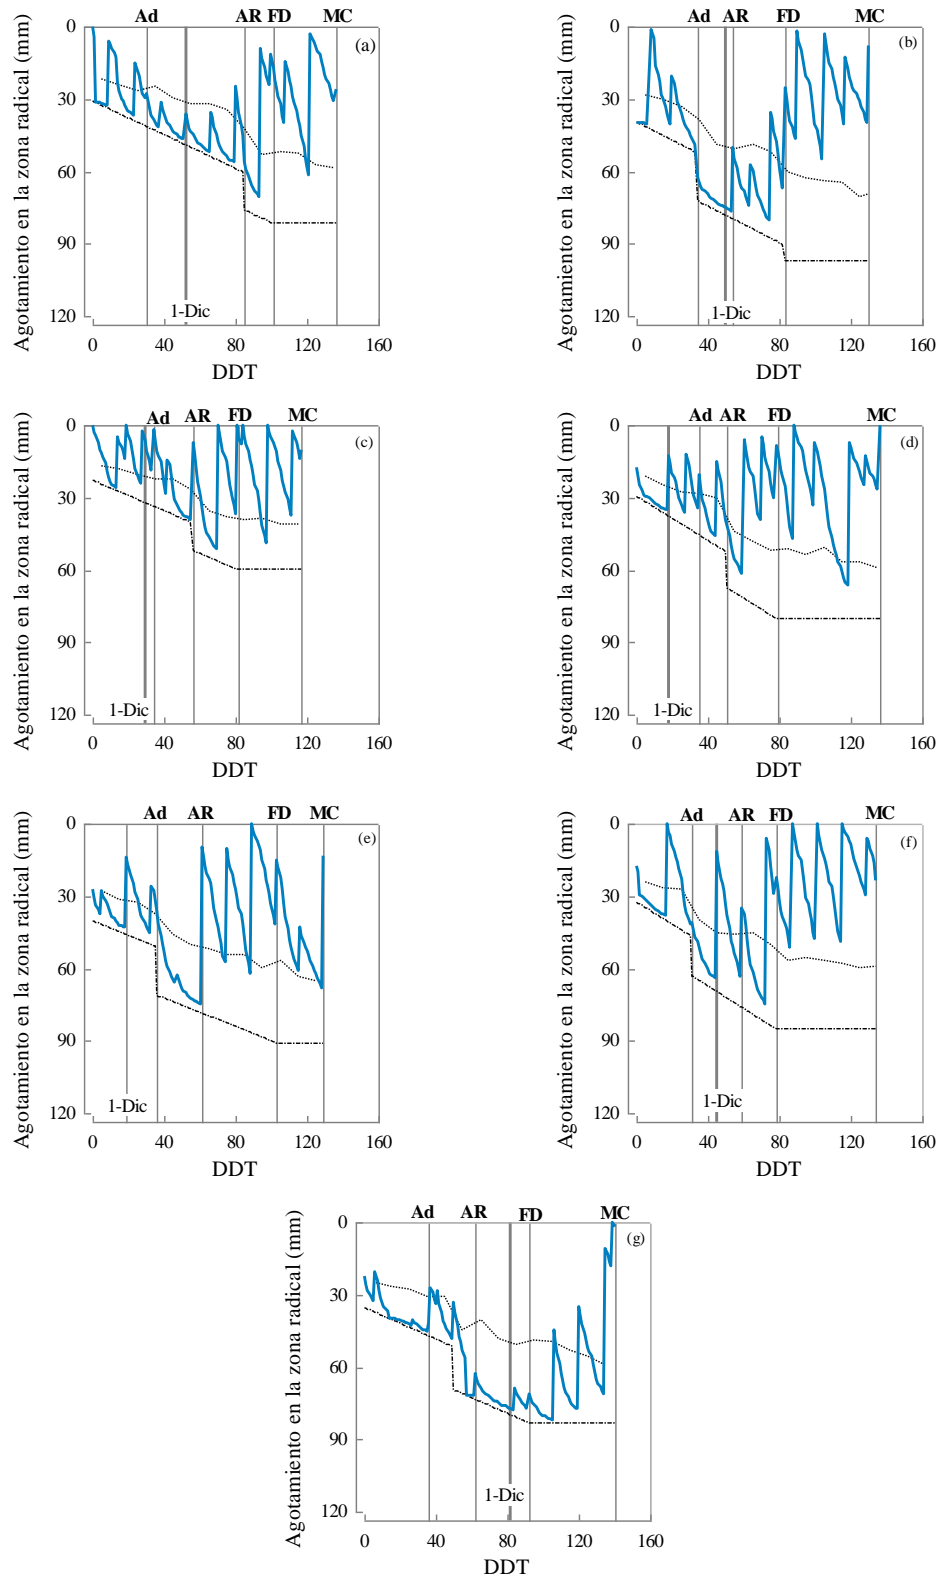 Ad AR FD MC
(a)
Agotamiento en la zona radical (mm)
0
30
60
90
120
1-Dic
0 40 80 120 160
DDT
Ad AR FD MC
(b)
Agotamiento en la zona radical (mm)
0
30
60
90
120
1-Dic
0 40 80 120 160
DDT
Ad AR FD MC
(c)
Agotamiento en la zona radical (mm)
0
30
60
90
120
1-Dic
0 40 80 120 160
DDT
Ad AR FD MC
(d)
Agotamiento en la zona radical (mm)
0
30
60
90
120
1-Dic
0 40 80 120 160
DDT
Ad AR FD MC
(e)
Agotamiento en la zona radical (mm)
0
30
60
90
120
1-Dic
0 40 80 120 160
DDT
Ad AR FD MC
(f)
Agotamiento en la zona radical (mm)
0
30
60
90
120
1-Dic
0 40 80 120 160
DDT
Ad AR FD MC
(g)
Agotamiento en la zona radical (mm)
0
30
60
90
120
1-Dic
0 40 80 120 160
DDT